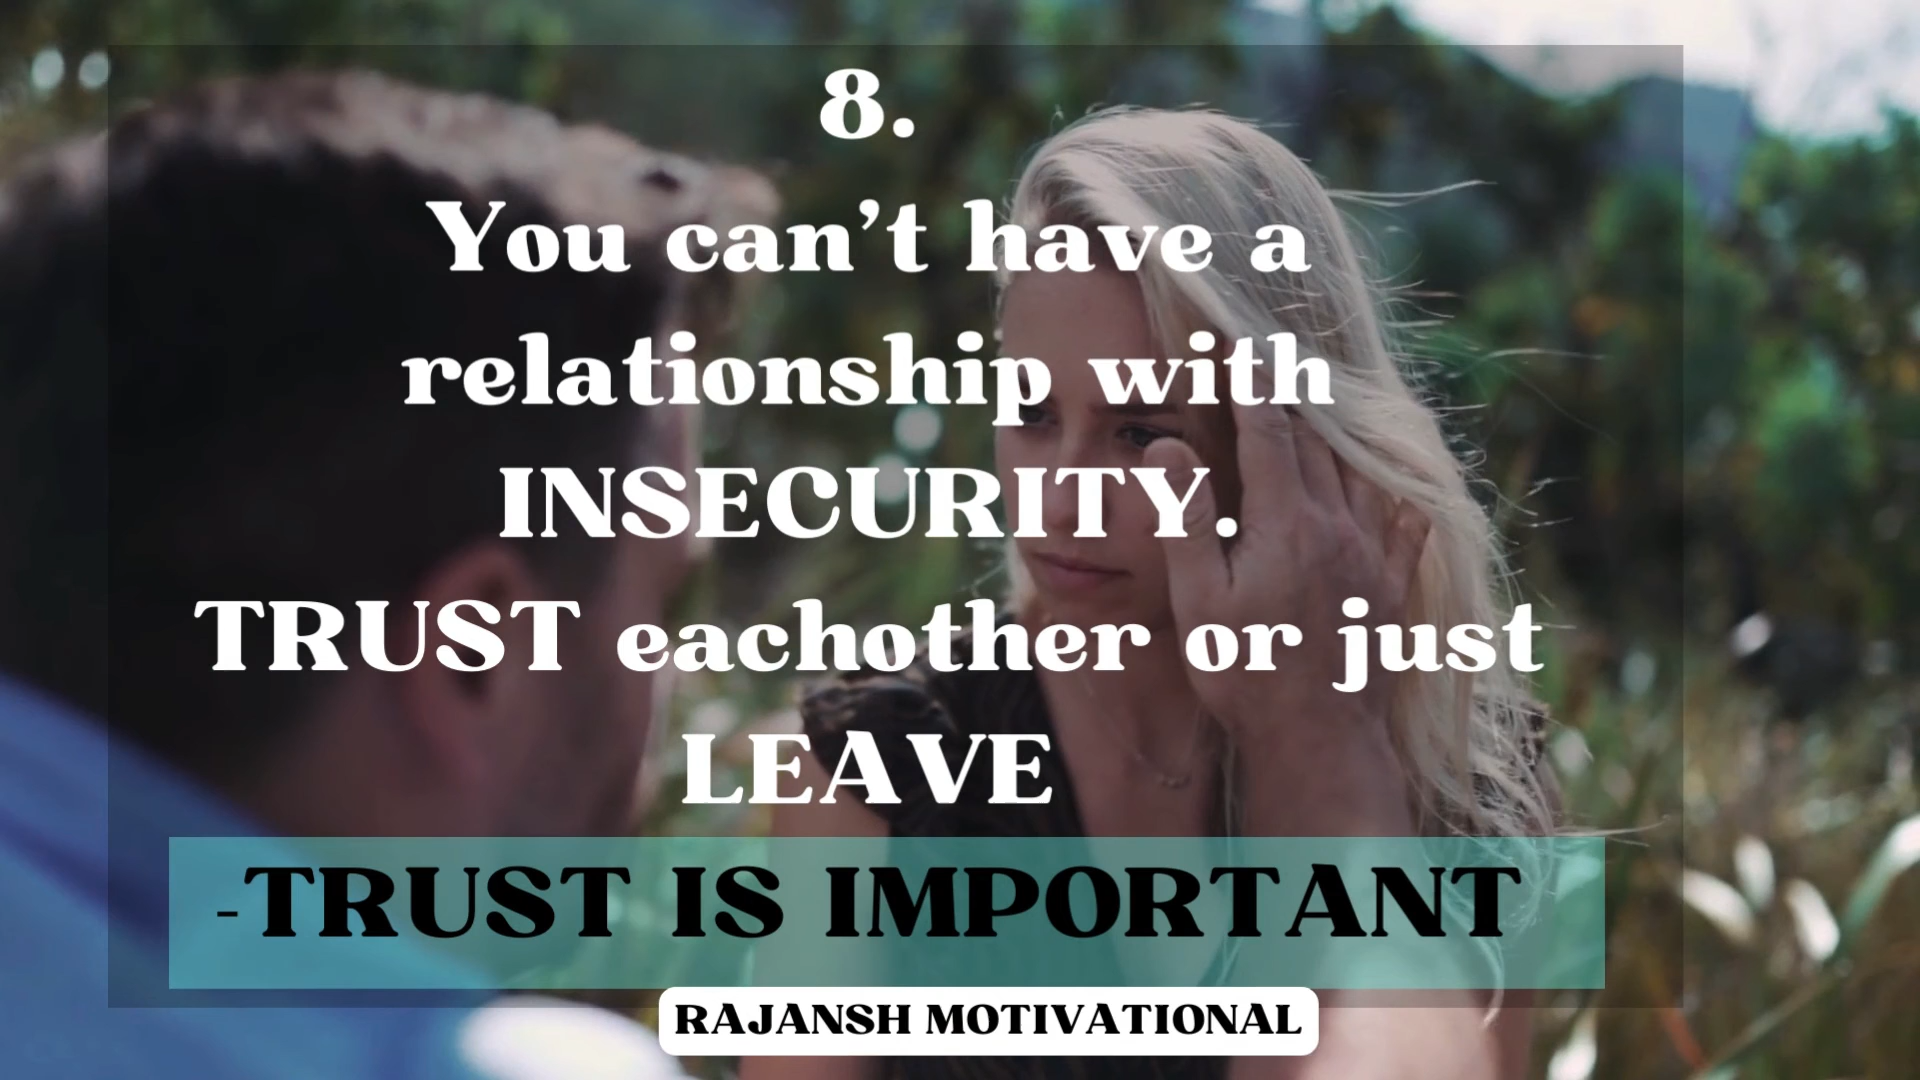 8.
You can’t have a
relationship with
INSECURITY.
TRUST eachother or just
LEAVE
-TRUST IS IMPORTANT
RAJANSH MOTIVATIONAL